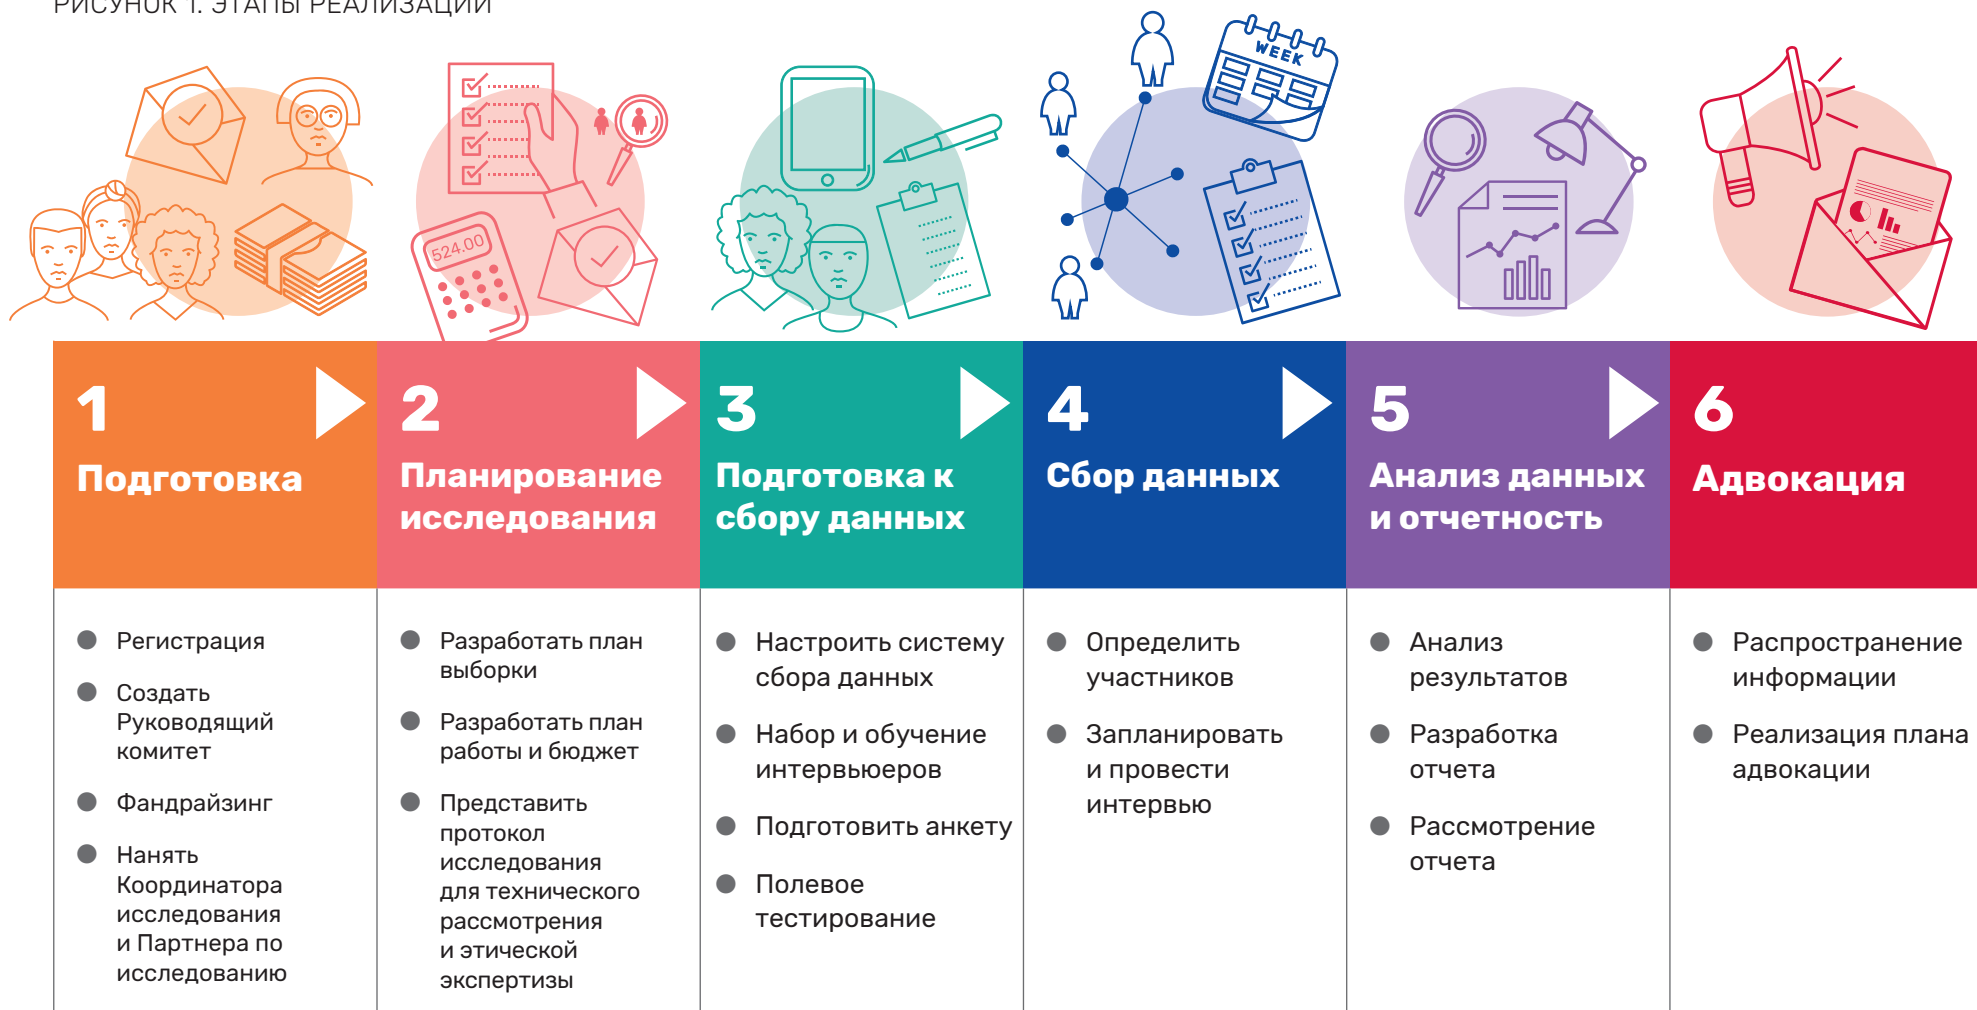 РИСУНОК 1. ЭТАПЫ РЕАЛИЗАЦИИ
WEEK
524.00
1
Подготовка
2
Планирование
исследования
3
Подготовка к
сбору данных
4
Сбор данных
5
Анализ данных
и отчетность
6
Адвокация
Регистрация
Создать
Руководящий
комитет
Фандрайзинг
Нанять
Координатора
исследования
и Партнера по
исследованию
Разработать план
выборки
Разработать план
работы и бюджет
Представить
протокол
исследования
для технического
рассмотрения
и этической
экспертизы
Настроить систему
сбора данных
Набор и обучение
интервьюеров
Подготовить анкету
Полевое
тестирование
Определить
участников
Запланировать
и провести
интервью
Анализ
результатов
Разработка
отчета
Рассмотрение
отчета
Распространение
информации
Реализация плана
адвокации